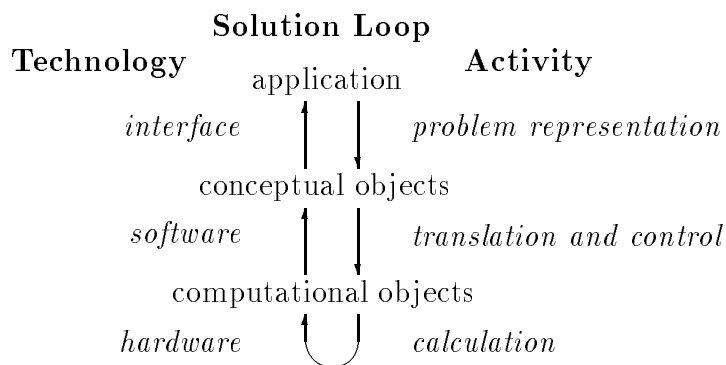 Solution Loop
Technology
Activity
application
interface
problem representation
conceptual objects
software
translation and control
computational objects
hardware
calculation